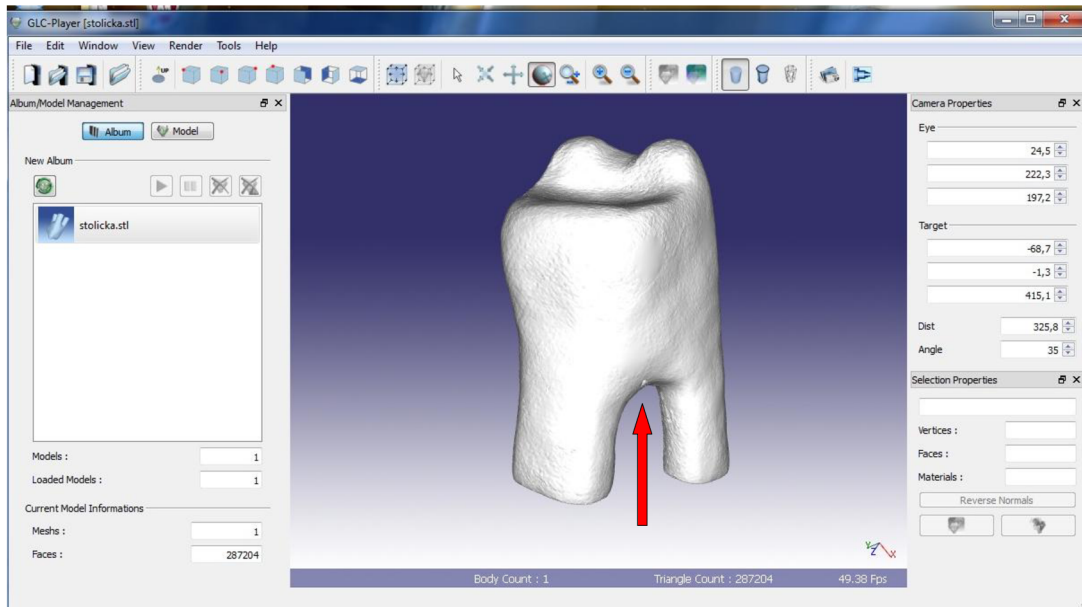 GLC-Player [stolicka.stl]
File Edit Window View Render Tools Help
Album/Model Management
Album Model
New Album
stolicka.stl
Models : 1
Loaded Models : 1
Current Model Informations
Meshs : 1
Faces : 287204
Body Count : 1 Triangle Count : 287204 49.38 Fps
Y Z X
Camera Properties
Eye
24,5
222,3
197,2
Target
-68,7
-1,3
415,1
Dist 325,8
Angle 35
Selection Properties
Vertices :
Faces :
Materials :
Reverse Normals